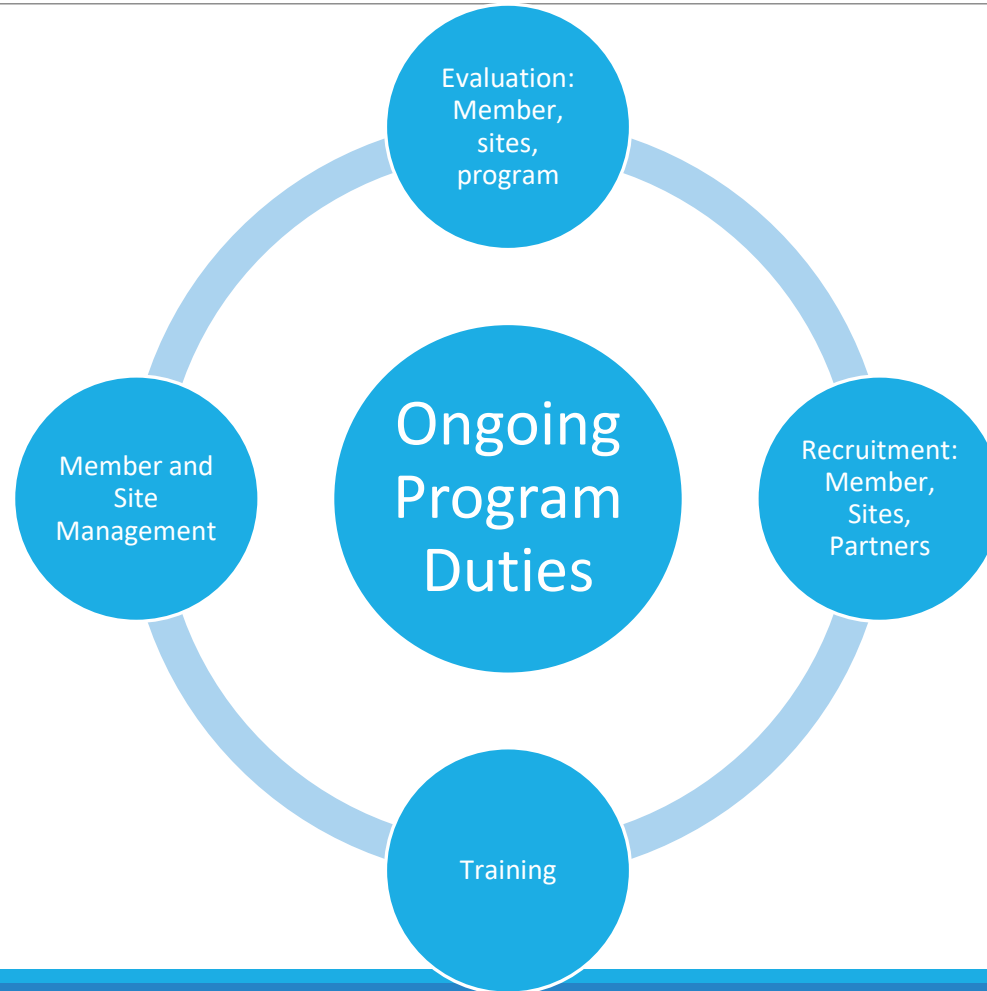 Evaluation:
Member,
sites,
program
Ongoing
Program
Duties
Member and
Site
Management
Recruitment:
Member,
Sites,
Partners
Training